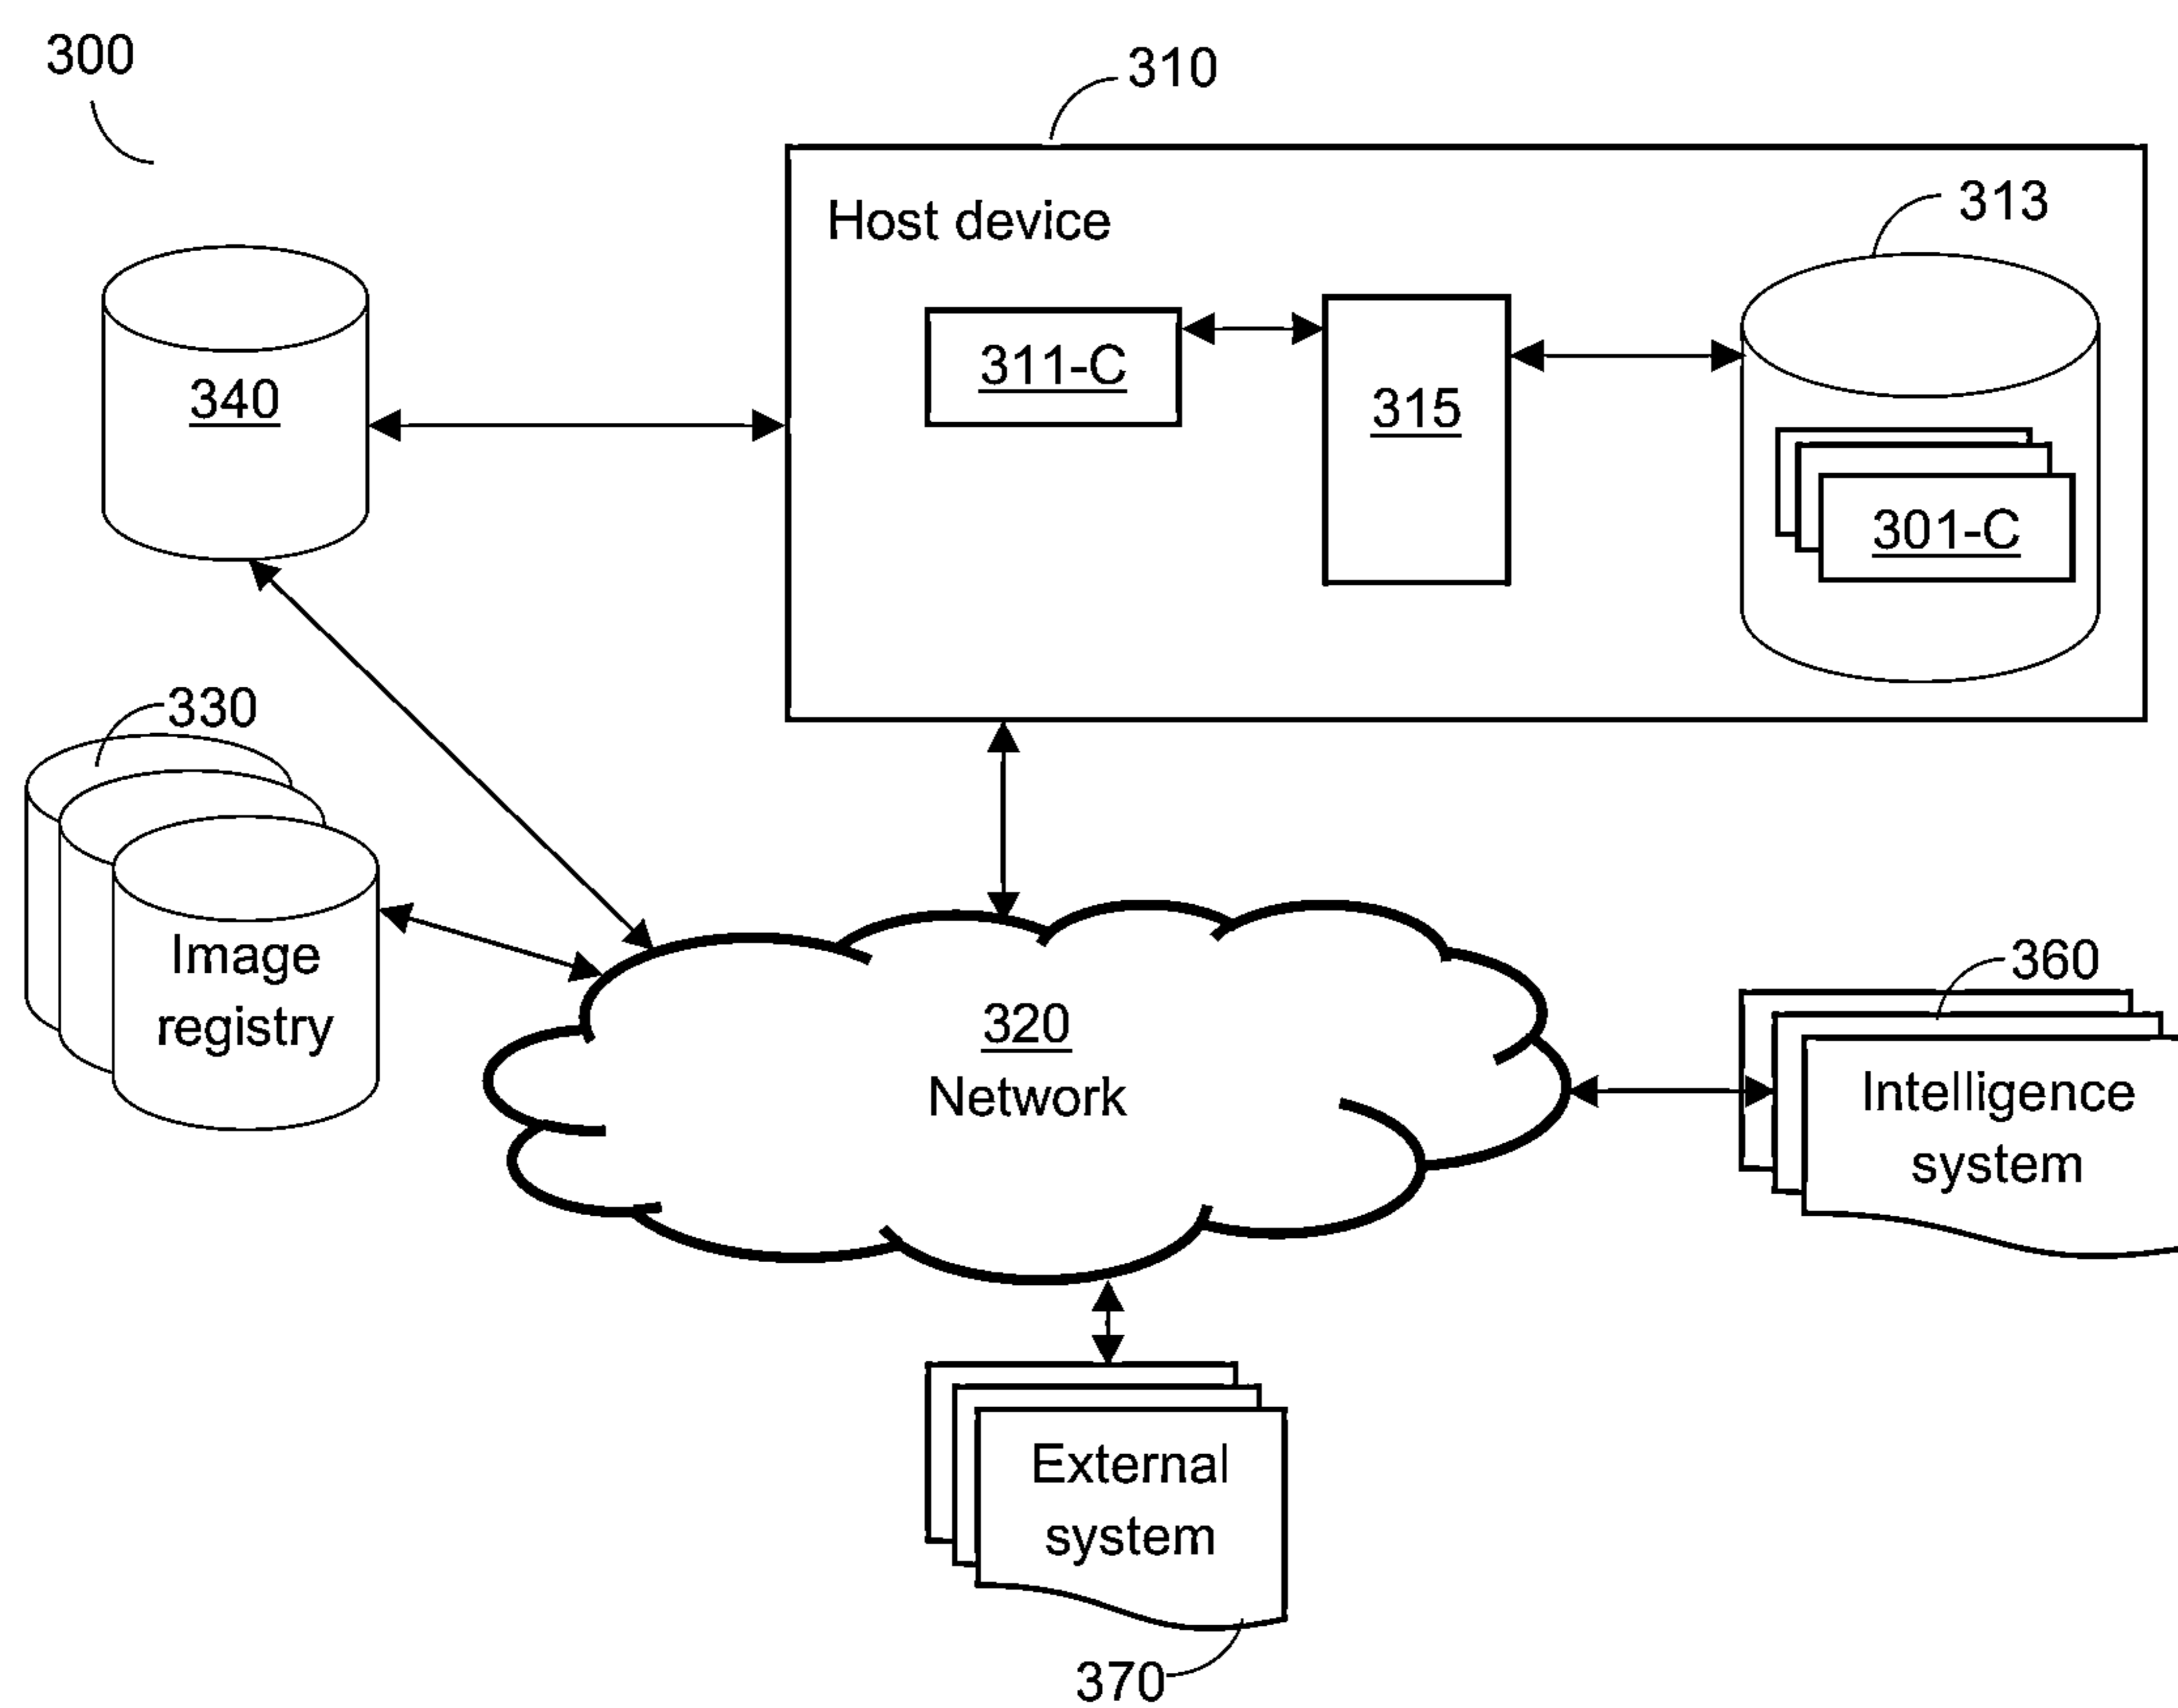 300
310
Host device
313
311-C
315
340
301-C
330
Image
registry
320
Network
360
Intelligence
system
External
system
370